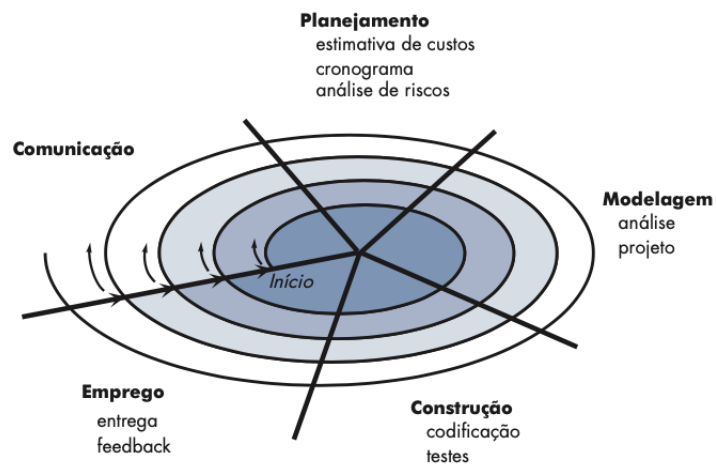 Planejamento
estimativa de custos
cronograma
análise de riscos
Comunicação
Modelagem
análise
projeto
Início
Emprego
entrega
feedback
Construção
codificação
testes